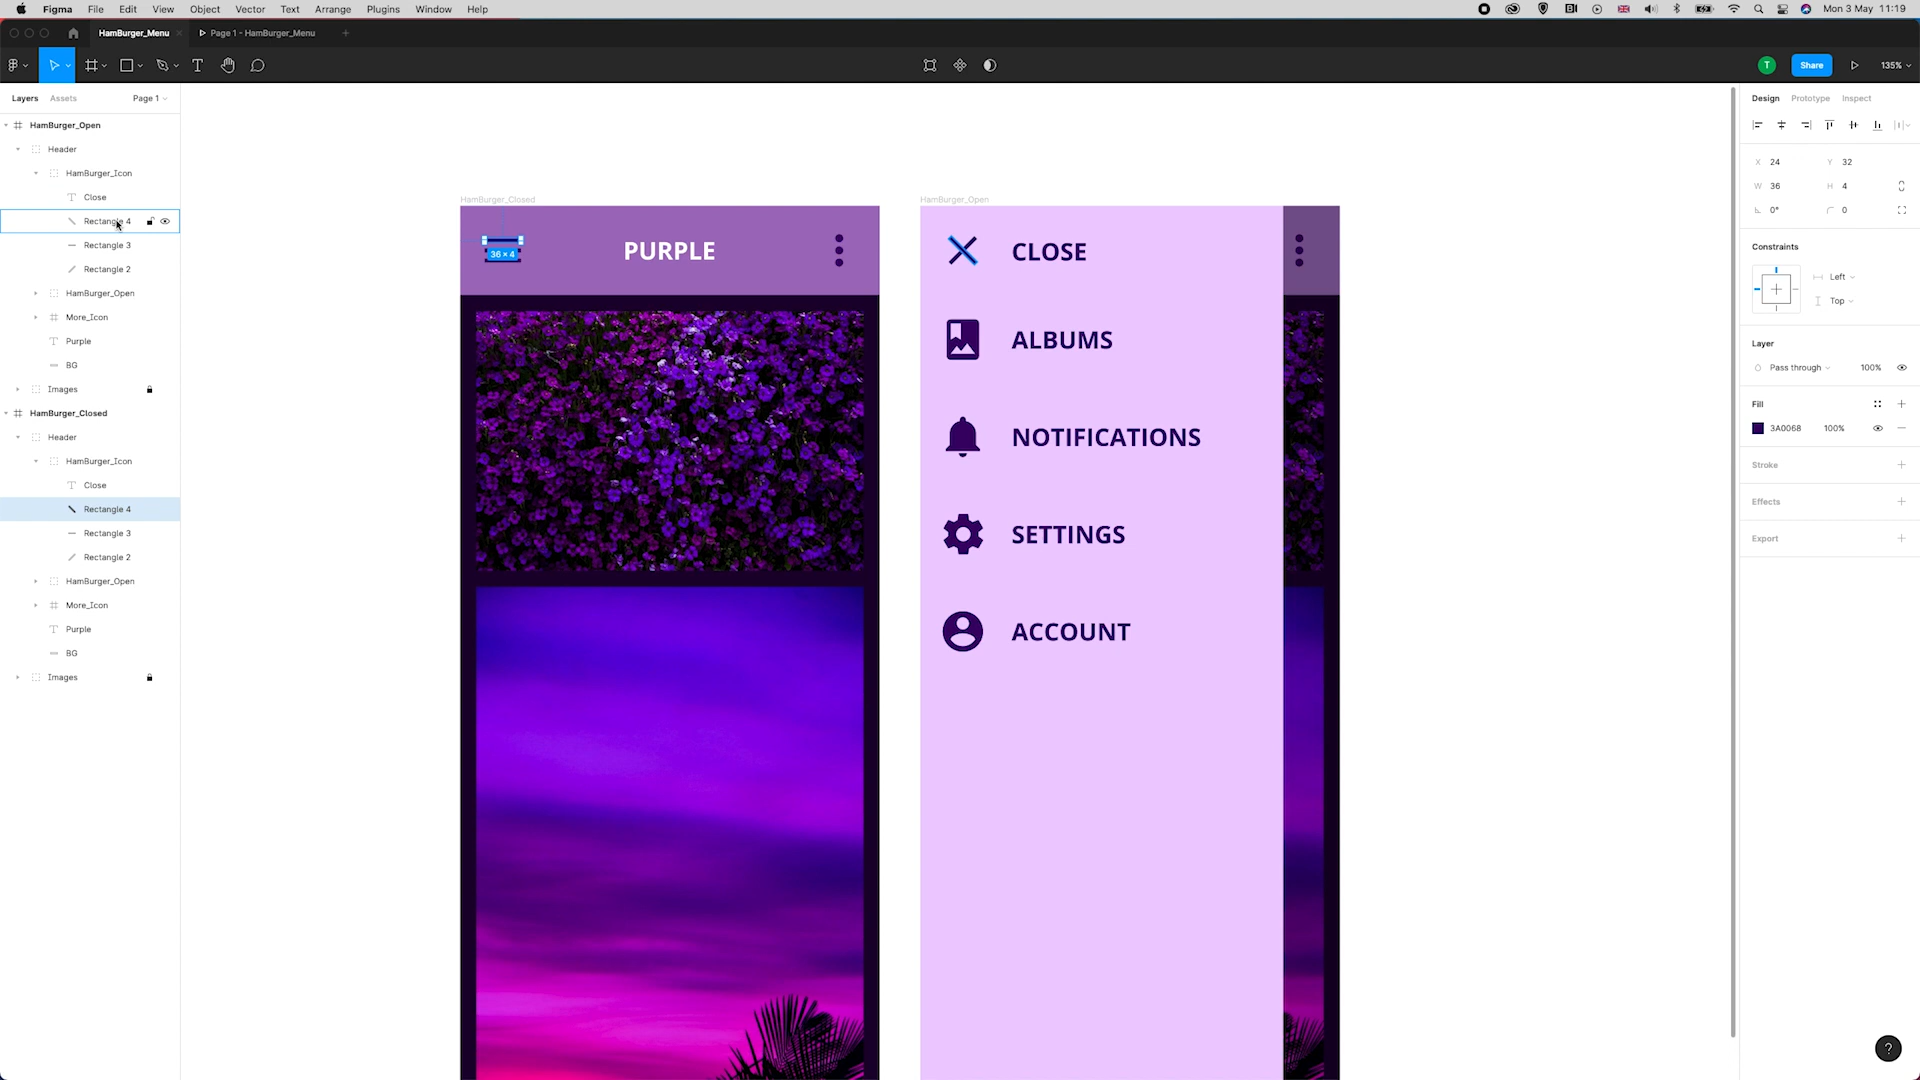 Figma File Edit View Object Vector Text Arrange Plugins Window Help Mon 3 May 11:19
HamBurger_Menu Page 1 - HamBurger_Menu
T Share 135%
Layers Assets Page 1
HamBurger_Open
Header
HamBurger_Icon
Close
Rectangle 4
Rectangle 3
Rectangle 2
HamBurger_Open
More_Icon
Purple
BG
Images
HamBurger_Closed
Header
HamBurger_Icon
Close
Rectangle 4
Rectangle 3
Rectangle 2
HamBurger_Open
More_Icon
Purple
BG
Images
HamBurger_Closed
36 × 4
PURPLE
HamBurger_Open
CLOSE
ALBUMS
NOTIFICATIONS
SETTINGS
ACCOUNT
Design Prototype Inspect
X 24 Y 32
W 36 H 4
0° 0
Constraints
Left
Top
Layer
Pass through 100%
Fill
3A0068 100%
Stroke
Effects
Export
?